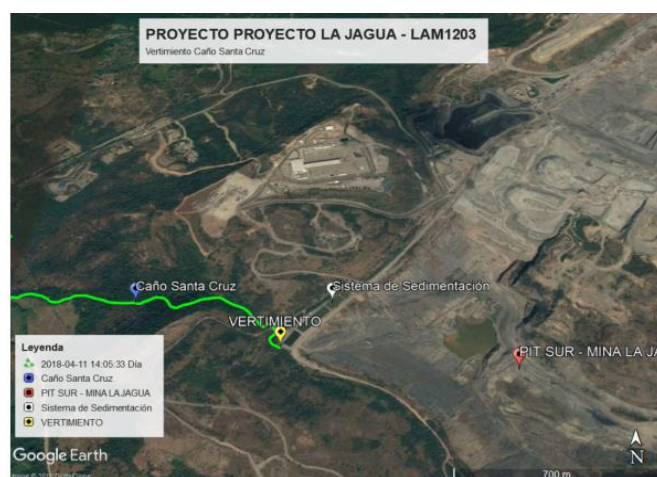 PROYECTO PROYECTO LA JAGUA - LAM1203
Vertimiento Caño Santa Cruz
Caño Santa Cruz
Sistema de Sedimentación
VERTIMIENTO
PIT SUR - MINA LA JA
Leyenda
2018-04-11 14:05:33 Día
Caño Santa Cruz
PIT SUR - MINA LA JAGUA
Sistema de Sedimentación
VERTIMIENTO
Google Earth
N
700 m